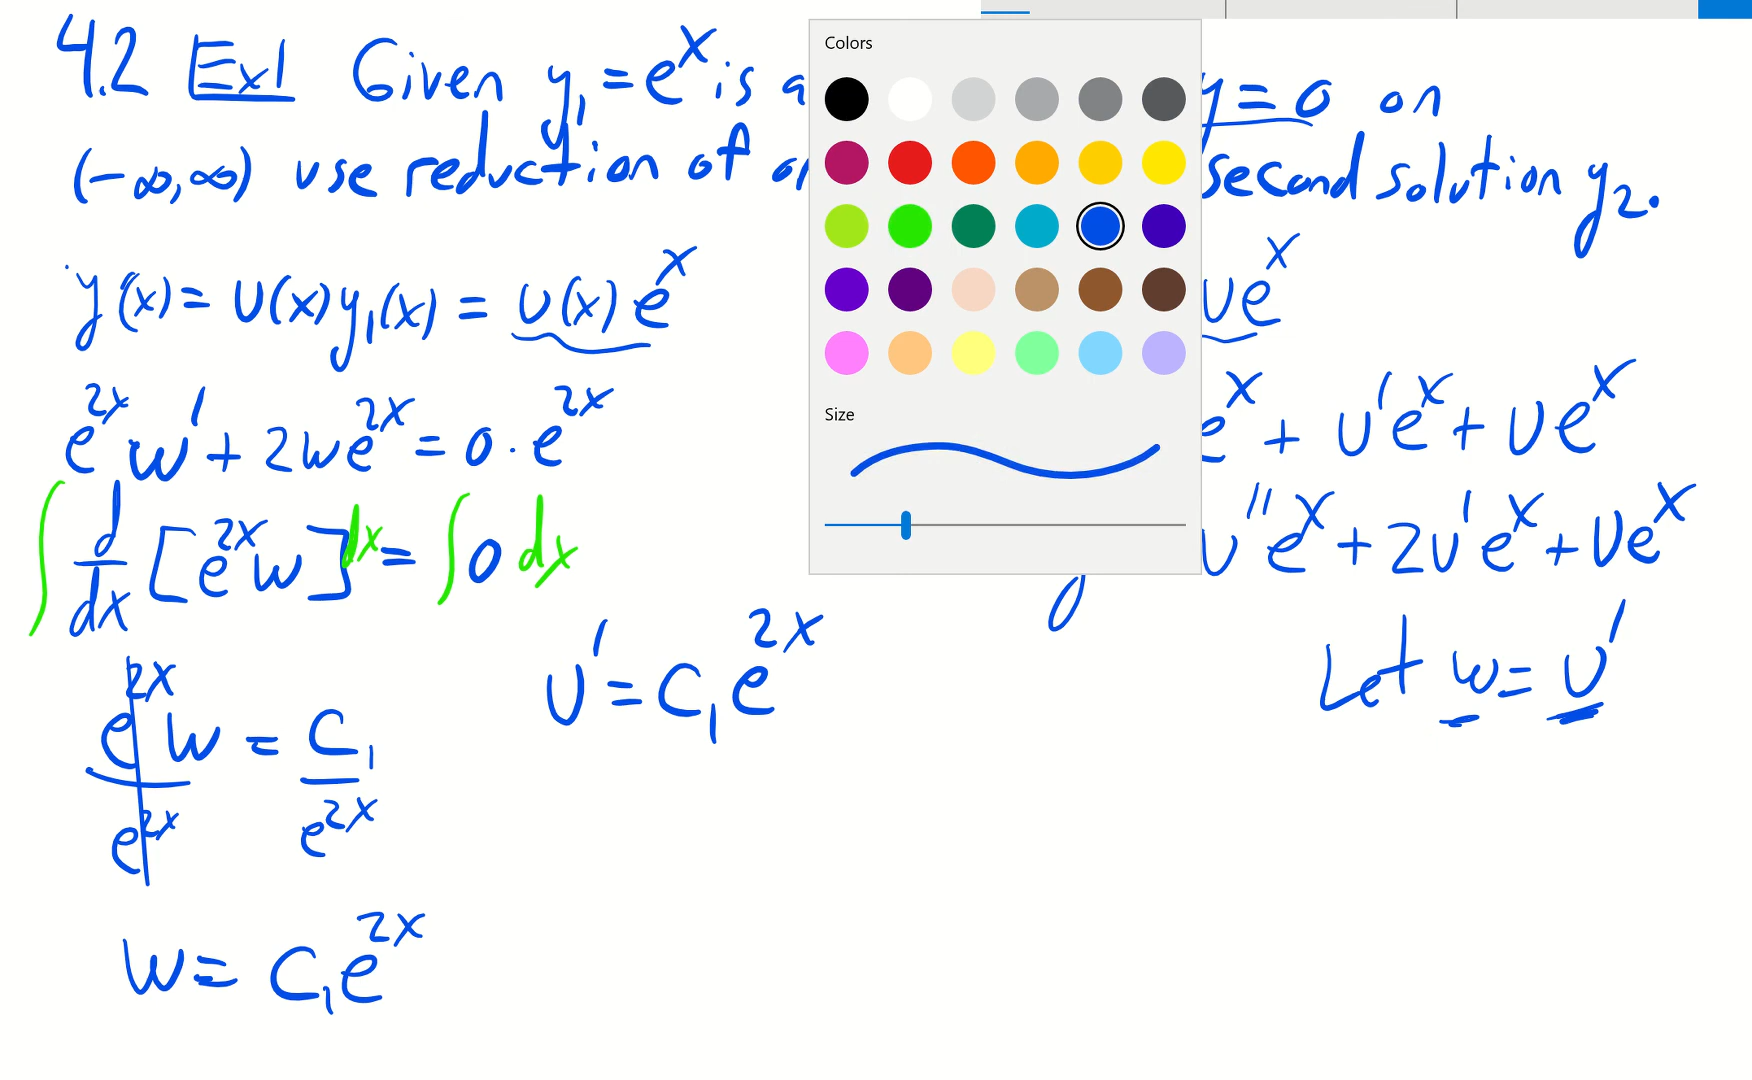 4.2 Ex1 Given y₁ = eˣ is a y = 0 on
(-∞,∞) use reduction of second solution y₂.
y(x) = u(x)y₁(x) = u(x)eˣ ueˣ
e²ˣw' + 2we²ˣ = 0 · e²ˣ eˣ + u'eˣ + ueˣ
∫ d/dx [e²ˣw] dx = ∫ 0 dx u''eˣ + 2u'eˣ + ueˣ
e²ˣw / e²ˣ = c₁ / e²ˣ u' = c₁e²ˣ Let w = u'
w = c₁e²ˣ
Colors
Size